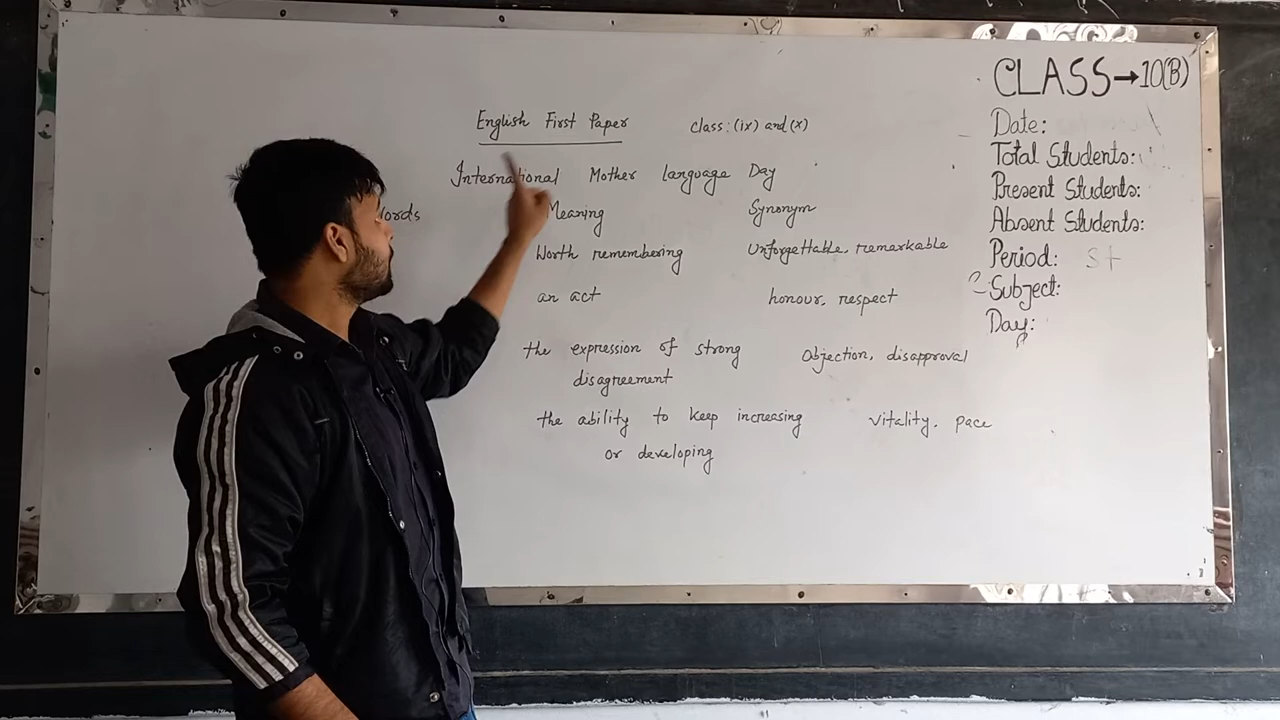 English First Paper class: (ix) and (x)
International Mother language Day
Words Meaning Synonym
Worth remembering Unforgettable, remarkable
an act honour, respect
the expression of strong Objection, disapproval
disagreement
the ability to keep increasing vitality, pace
or developing
CLASS→10(B)
Date:
Total Students:
Present Students:
Absent Students:
Period: st
Subject:
Day: